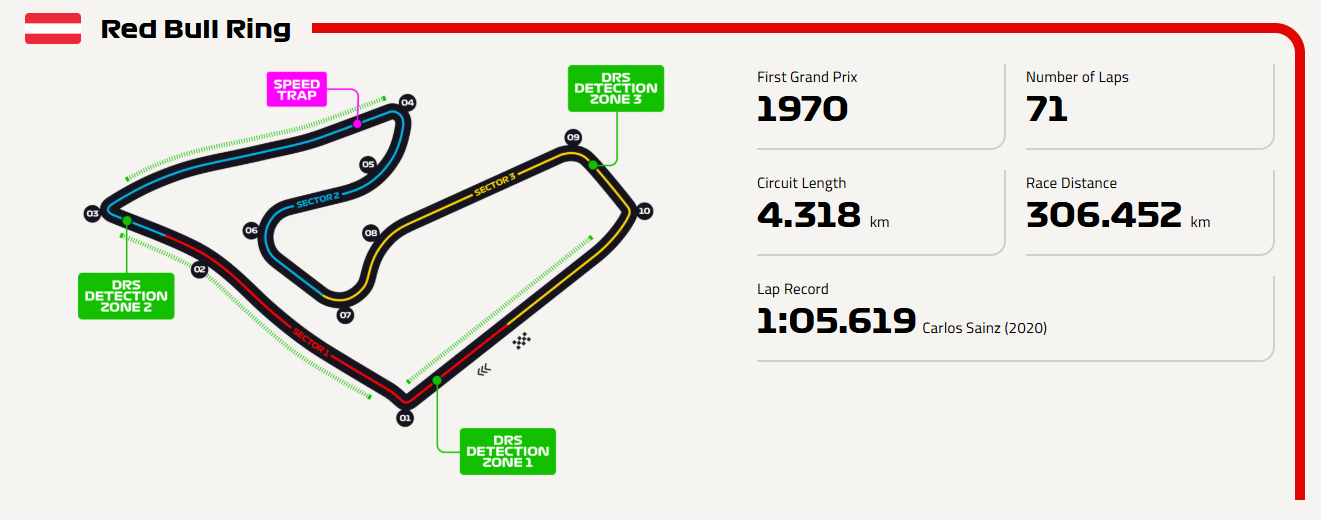 Red Bull Ring
SPEED
TRAP
DRS
DETECTION
ZONE 3
04
09
05
SECTOR 3
SECTOR 2
03
10
06
08
02
DRS
DETECTION
ZONE 2
07
SECTOR 1
01
DRS
DETECTION
ZONE 1
First Grand Prix
1970
Number of Laps
71
Circuit Length
4.318 km
Race Distance
306.452 km
Lap Record
1:05.619 Carlos Sainz (2020)